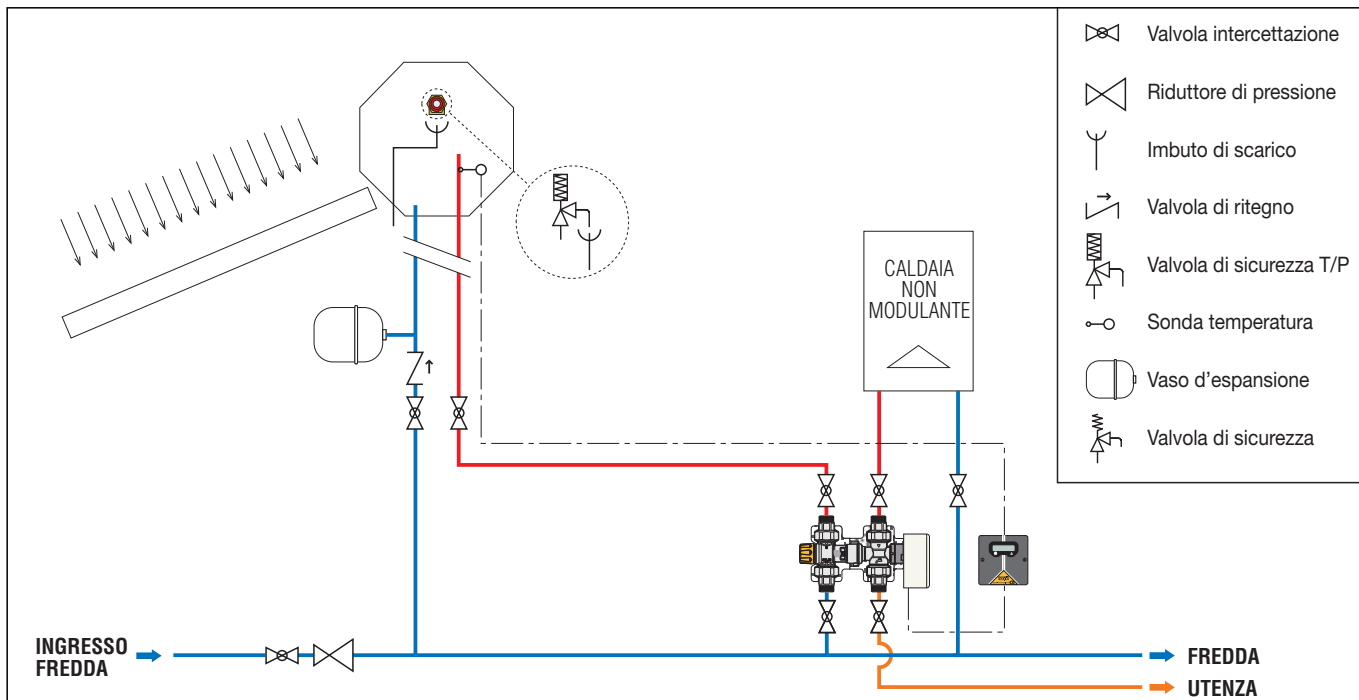 Valvola intercettazione
Riduttore di pressione
Imbuto di scarico
Valvola di ritegno
Valvola di sicurezza T/P
Sonda temperatura
Vaso d'espansione
Valvola di sicurezza
CALDAIA
NON
MODULANTE
INGRESSO
FREDDA
FREDDA
UTENZA